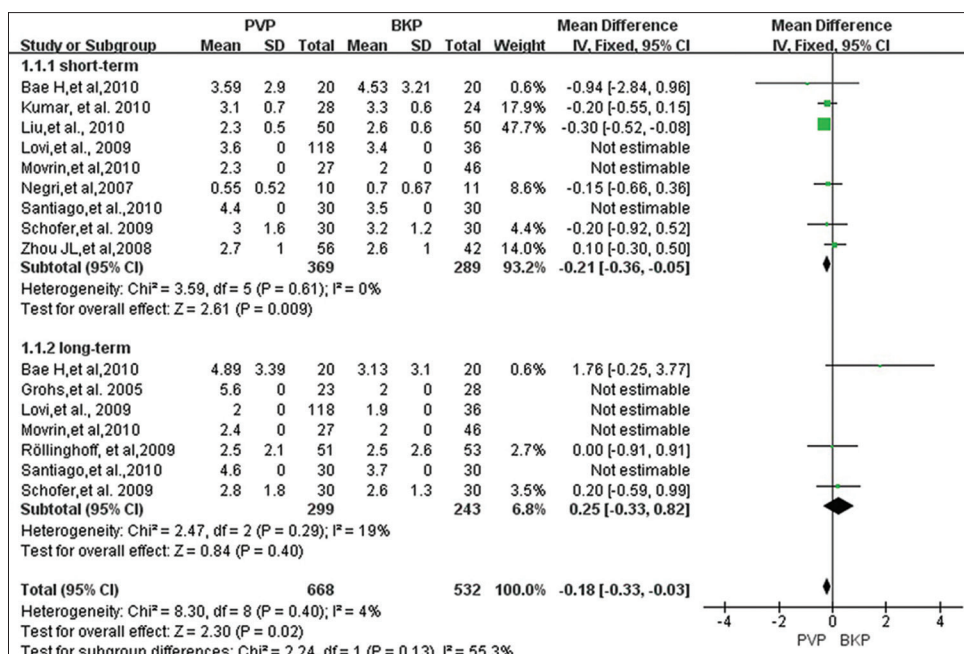 PVP BKP Mean Difference Mean Difference
Study or Subgroup Mean SD Total Mean SD Total Weight IV, Fixed, 95% CI IV, Fixed, 95% CI
1.1.1 short-term
Bae H,et al,2010 3.59 2.9 20 4.53 3.21 20 0.6% -0.94 [-2.84, 0.96]
Kumar, et al. 2010 3.1 0.7 28 3.3 0.6 24 17.9% -0.20 [-0.55, 0.15]
Liu,et al., 2010 2.3 0.5 50 2.6 0.6 50 47.7% -0.30 [-0.52, -0.08]
Lovi,et al., 2009 3.6 0 118 3.4 0 36 Not estimable
Movrin,et al,2010 2.3 0 27 2 0 46 Not estimable
Negri,et al,2007 0.55 0.52 10 0.7 0.67 11 8.6% -0.15 [-0.66, 0.36]
Santiago,et al.,2010 4.4 0 30 3.5 0 30 Not estimable
Schofer,et al. 2009 3 1.6 30 3.2 1.2 30 4.4% -0.20 [-0.92, 0.52]
Zhou JL,et al,2008 2.7 1 56 2.6 1 42 14.0% 0.10 [-0.30, 0.50]
Subtotal (95% CI) 369 289 93.2% -0.21 [-0.36, -0.05]
Heterogeneity: Chi² = 3.59, df = 5 (P = 0.61); I² = 0%
Test for overall effect: Z = 2.61 (P = 0.009)
1.1.2 long-term
Bae H,et al,2010 4.89 3.39 20 3.13 3.1 20 0.6% 1.76 [-0.25, 3.77]
Grohs,et al. 2005 5.6 0 23 2 0 28 Not estimable
Lovi,et al., 2009 2 0 118 1.9 0 36 Not estimable
Movrin,et al,2010 2.4 0 27 2 0 46 Not estimable
Röllinghoff, et al,2009 2.5 2.1 51 2.5 2.6 53 2.7% 0.00 [-0.91, 0.91]
Santiago,et al.,2010 4.6 0 30 3.7 0 30 Not estimable
Schofer,et al. 2009 2.8 1.8 30 2.6 1.3 30 3.5% 0.20 [-0.59, 0.99]
Subtotal (95% CI) 299 243 6.8% 0.25 [-0.33, 0.82]
Heterogeneity: Chi² = 2.47, df = 2 (P = 0.29); I² = 19%
Test for overall effect: Z = 0.84 (P = 0.40)
Total (95% CI) 668 532 100.0% -0.18 [-0.33, -0.03]
Heterogeneity: Chi² = 8.30, df = 8 (P = 0.40); I² = 4%
Test for overall effect: Z = 2.30 (P = 0.02)
Test for subgroup differences: Chi² = 2.24, df = 1 (P = 0.13), I² = 55.3%
-4 -2 0 2 4
PVP BKP